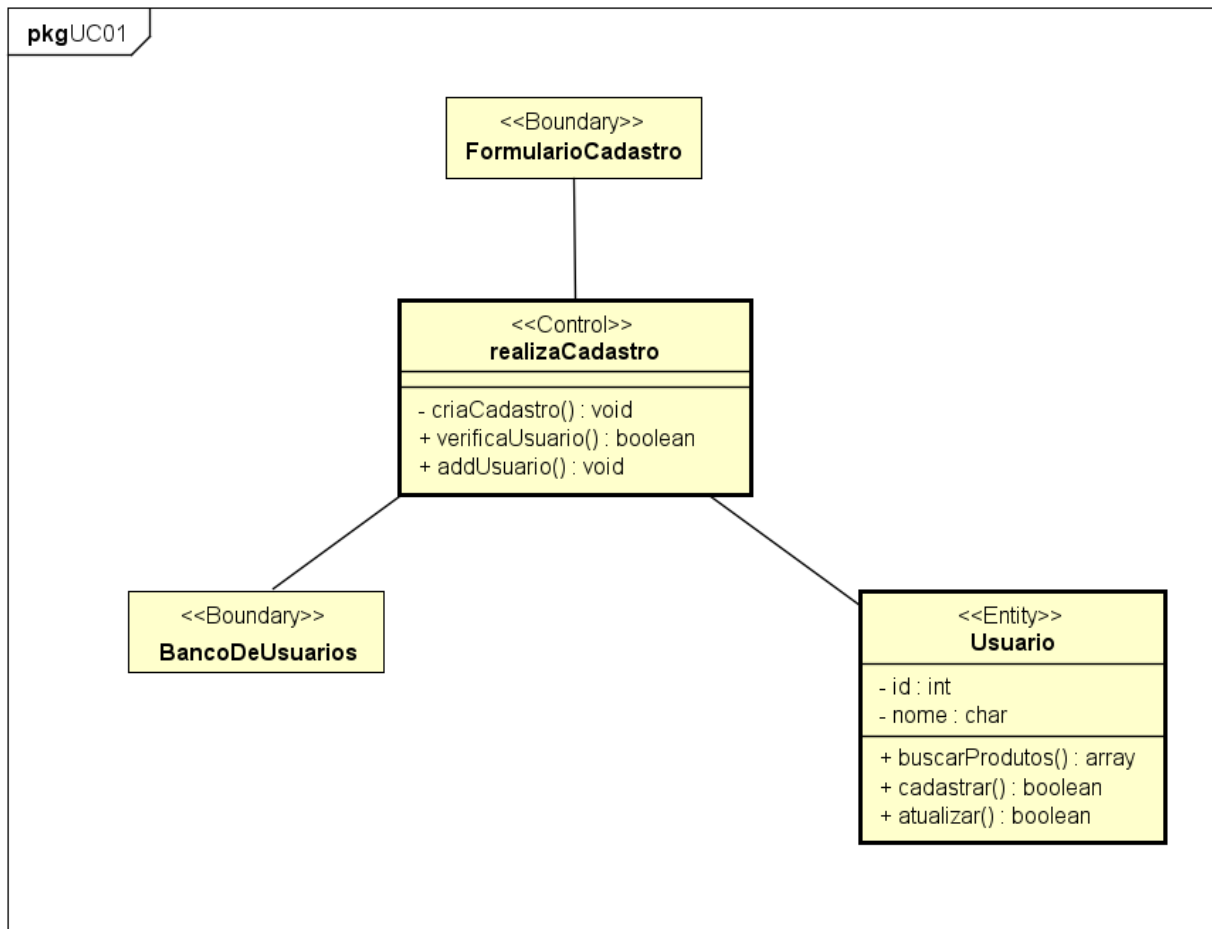 pkgUC01
<<Boundary>>
FormularioCadastro
<<Control>>
realizaCadastro
- criaCadastro() : void
+ verificaUsuario() : boolean
+ addUsuario() : void
<<Boundary>>
BancoDeUsuarios
<<Entity>>
Usuario
- id : int
- nome : char
+ buscarProdutos() : array
+ cadastrar() : boolean
+ atualizar() : boolean